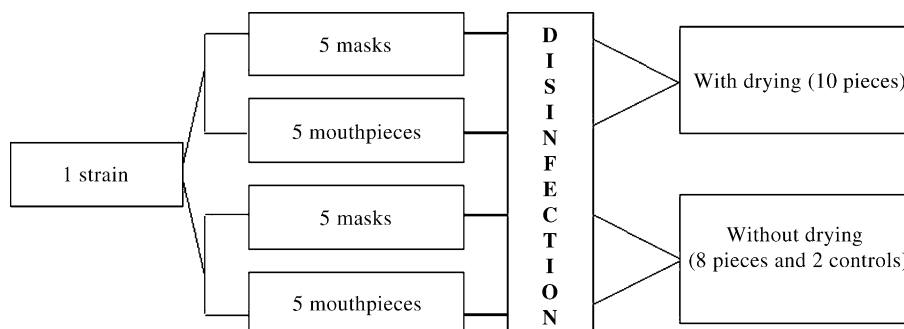 1 strain
5 masks
5 mouthpieces
5 masks
5 mouthpieces
DISINFECTION
With drying (10 pieces)
Without drying
(8 pieces and 2 controls)